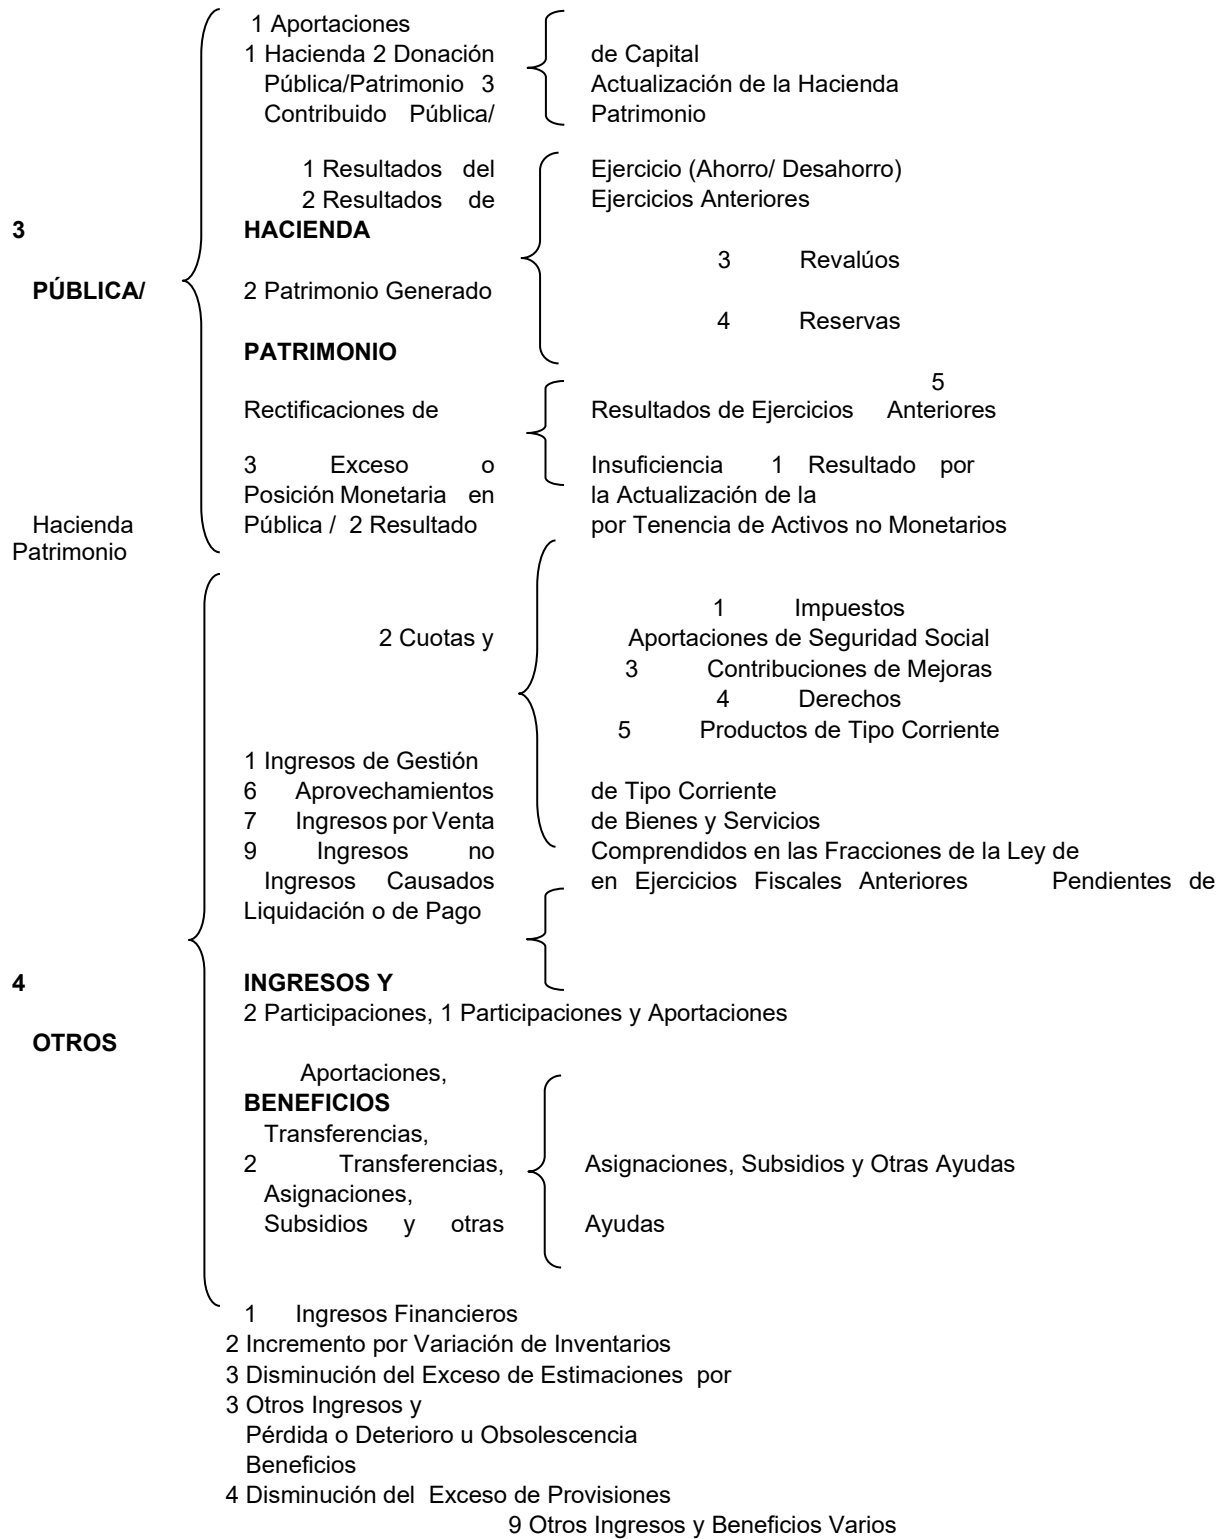 1 Aportaciones
1 Hacienda 2 Donación de Capital
Pública/Patrimonio 3 Actualización de la Hacienda
Contribuido Pública/ Patrimonio
1 Resultados del Ejercicio (Ahorro/ Desahorro)
2 Resultados de Ejercicios Anteriores
3 HACIENDA
3 Revalúos
PÚBLICA/ 2 Patrimonio Generado
4 Reservas
PATRIMONIO
5
Rectificaciones de Resultados de Ejercicios Anteriores
3 Exceso o Insuficiencia 1 Resultado por
Posición Monetaria en la Actualización de la
Hacienda Pública / 2 Resultado por Tenencia de Activos no Monetarios
Patrimonio
1 Impuestos
2 Cuotas y Aportaciones de Seguridad Social
3 Contribuciones de Mejoras
4 Derechos
5 Productos de Tipo Corriente
1 Ingresos de Gestión
6 Aprovechamientos de Tipo Corriente
7 Ingresos por Venta de Bienes y Servicios
9 Ingresos no Comprendidos en las Fracciones de la Ley de
Ingresos Causados en Ejercicios Fiscales Anteriores Pendientes de
Liquidación o de Pago
4 INGRESOS Y
2 Participaciones, 1 Participaciones y Aportaciones
OTROS
Aportaciones,
BENEFICIOS
Transferencias,
2 Transferencias, Asignaciones, Subsidios y Otras Ayudas
Asignaciones,
Subsidios y otras Ayudas
1 Ingresos Financieros
2 Incremento por Variación de Inventarios
3 Disminución del Exceso de Estimaciones por
3 Otros Ingresos y
Pérdida o Deterioro u Obsolescencia
Beneficios
4 Disminución del Exceso de Provisiones
9 Otros Ingresos y Beneficios Varios